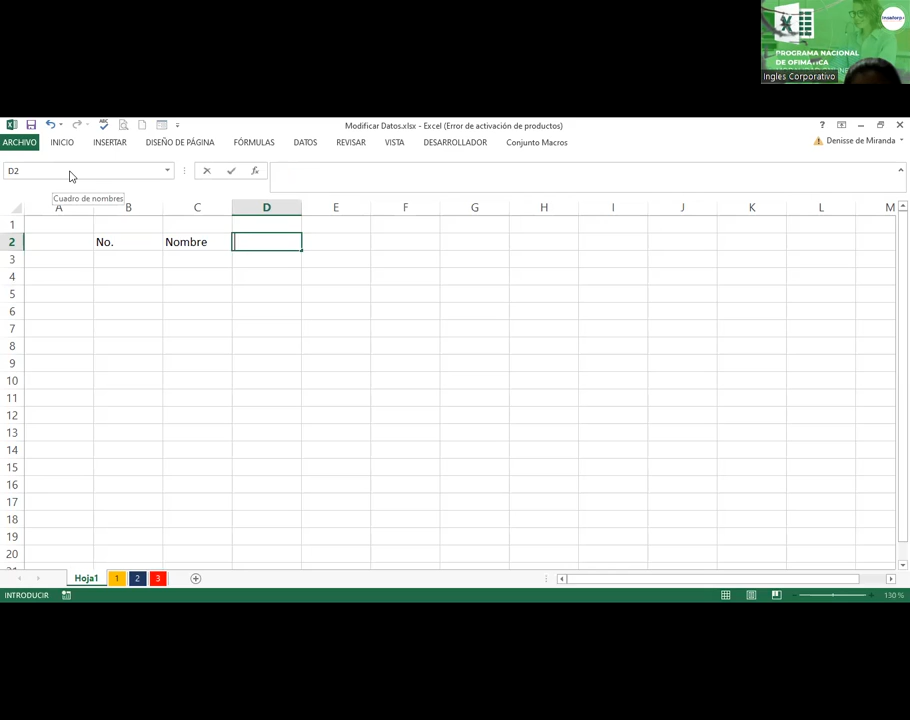 PROGRAMA NACIONAL
DE OFIMÁTICA
Ingles Corporativo
Modificar Datos.xlsx - Excel (Error de activación de productos)
ARCHIVO INICIO INSERTAR DISEÑO DE PÁGINA FÓRMULAS DATOS REVISAR VISTA DESARROLLADOR Conjunto Macros Denisse de Miranda
D2
Cuadro de nombres
A B C D E F G H I J K L M
1
2 No. Nombre
3
4
5
6
7
8
9
10
11
12
13
14
15
16
17
18
19
20
21
Hoja1 1 2 3
INTRODUCIR 130 %